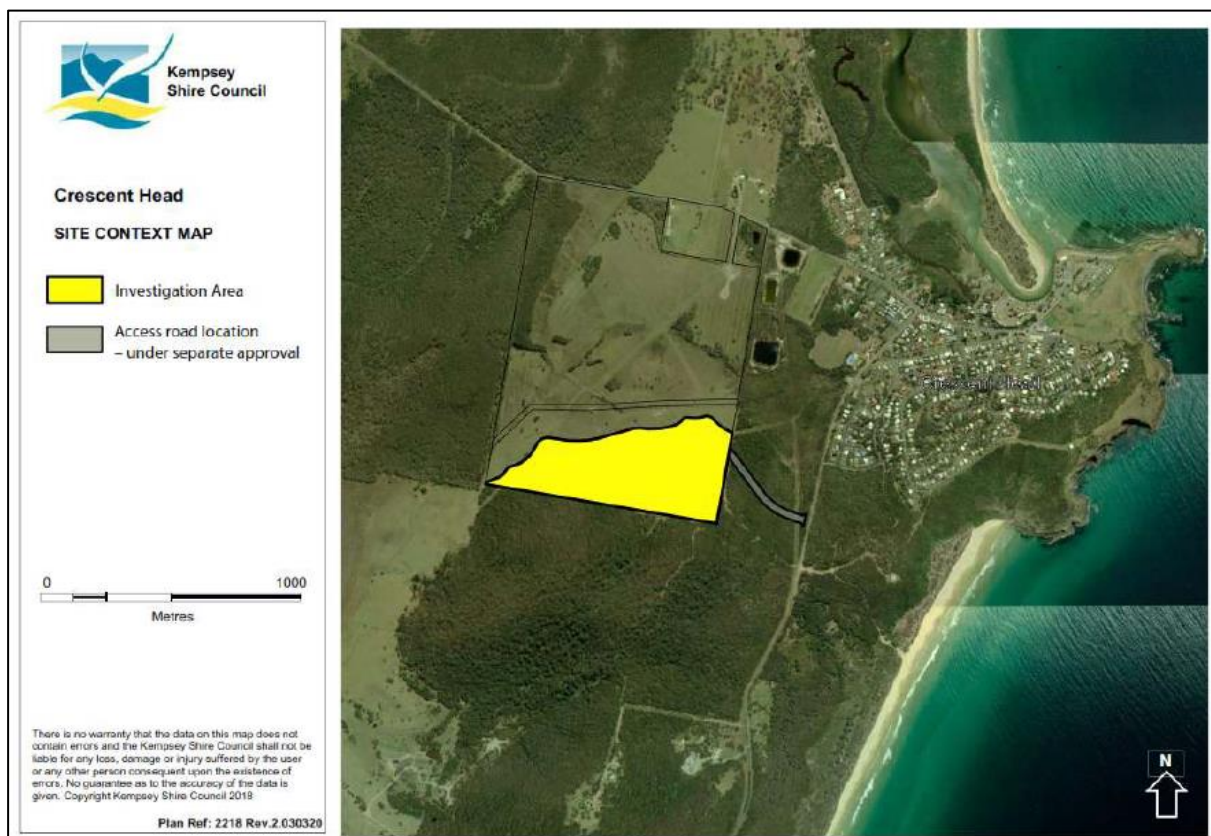 Kempsey
Shire Council
Crescent Head
SITE CONTEXT MAP
Investigation Area
Access road location
– under separate approval
0 1000
Metres
There is no warranty that the data on this map does not
contain errors and the Kempsey Shire Council shall not be
liable for any loss, damage or injury suffered by the user
or any other person consequent upon the existence of
errors. No guarantee as to the accuracy of the data is
given. Copyright Kempsey Shire Council 2018
Plan Ref: 2218 Rev.2.030320
Crescent Head
N